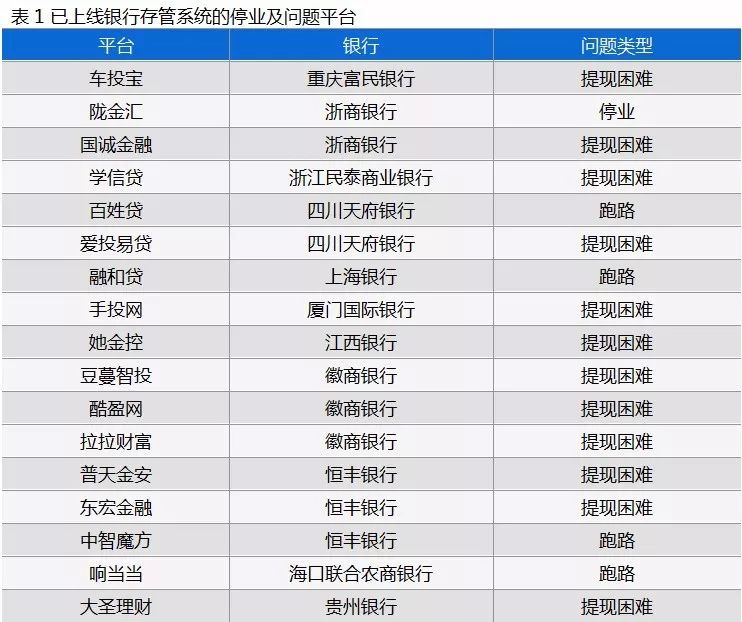 表1已上线银行存管系统的停业及问题平台
平台 银行 问题类型
车投宝 重庆富民银行 提现困难
陇金汇 浙商银行 停业
国诚金融 浙商银行 提现困难
学信贷 浙江民泰商业银行 提现困难
百姓贷 四川天府银行 跑路
爱投易贷 四川天府银行 提现困难
融和贷 上海银行 跑路
手投网 厦门国际银行 提现困难
她金控 江西银行 提现困难
豆蔓智投 徽商银行 提现困难
酷盈网 徽商银行 提现困难
拉拉财富 徽商银行 提现困难
普天金安 恒丰银行 提现困难
东宏金融 恒丰银行 提现困难
中智魔方 恒丰银行 跑路
响当当 海口联合农商银行 跑路
大圣理财 贵州银行 提现困难